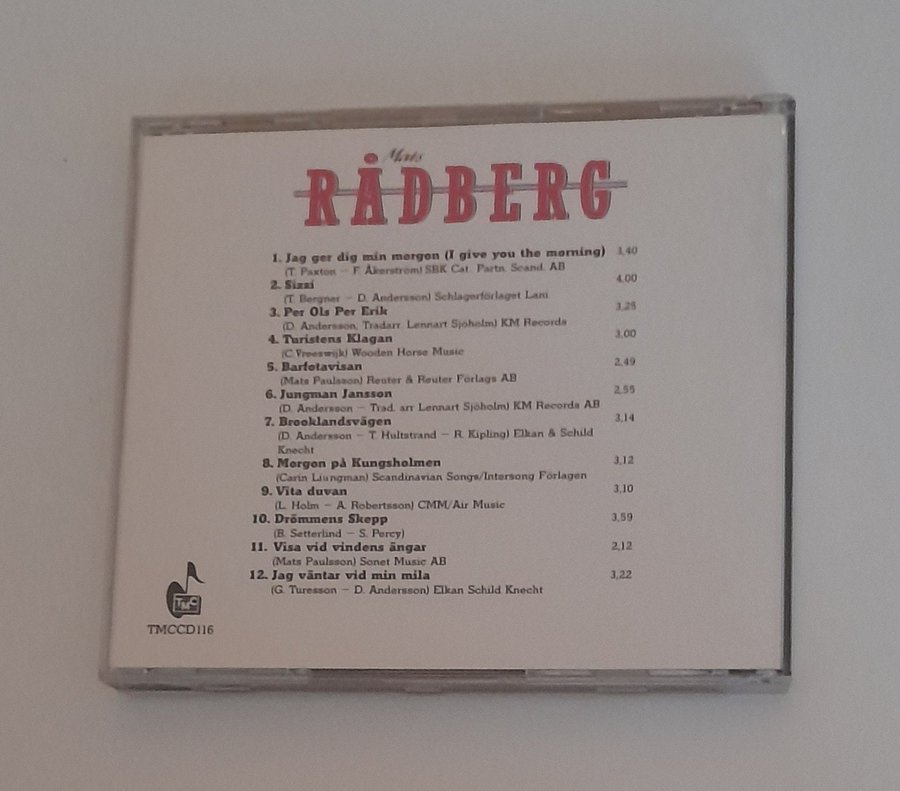 Mats
RÅDBERG
1. Jag ger dig min morgon (I give you the morning) 3,40
(T. Paxton – F. Åkerström) SBK Cat. Partn. Scand. AB
2. Sizzi 4,00
(T. Bergner – D. Andersson) Schlagerförlaget Lani
3. Per Ols Per Erik 3,25
(D. Andersson, Tradarr. Lennart Sjöholm) KM Records
4. Turistens Klagan 3,00
(C.Vreeswijk) Wooden Horse Music
5. Barfotavisan 2,49
(Mats Paulsson) Reuter & Reuter Förlags AB
6. Jungman Jansson 2,55
(D. Andersson – Trad. arr Lennart Sjöholm) KM Records AB
7. Brooklandsvägen 3,14
(D. Andersson – T. Hultstrand – R. Kipling) Elkan & Schild
Knecht
8. Morgon på Kungsholmen 3,12
(Carin Ljungman) Scandinavian Songs/Intersong Förlagen
9. Vita duvan 3,10
(L. Holm – A. Robertsson) CMM/Air Music
10. Drömmens Skepp 3,59
(B. Setterlind – S. Percy)
11. Visa vid vindens ängar 2,12
(Mats Paulsson) Sonet Music AB
12. Jag väntar vid min mila 3,22
(G. Turesson – D. Andersson) Elkan Schild Knecht
TMC
TMCCD116